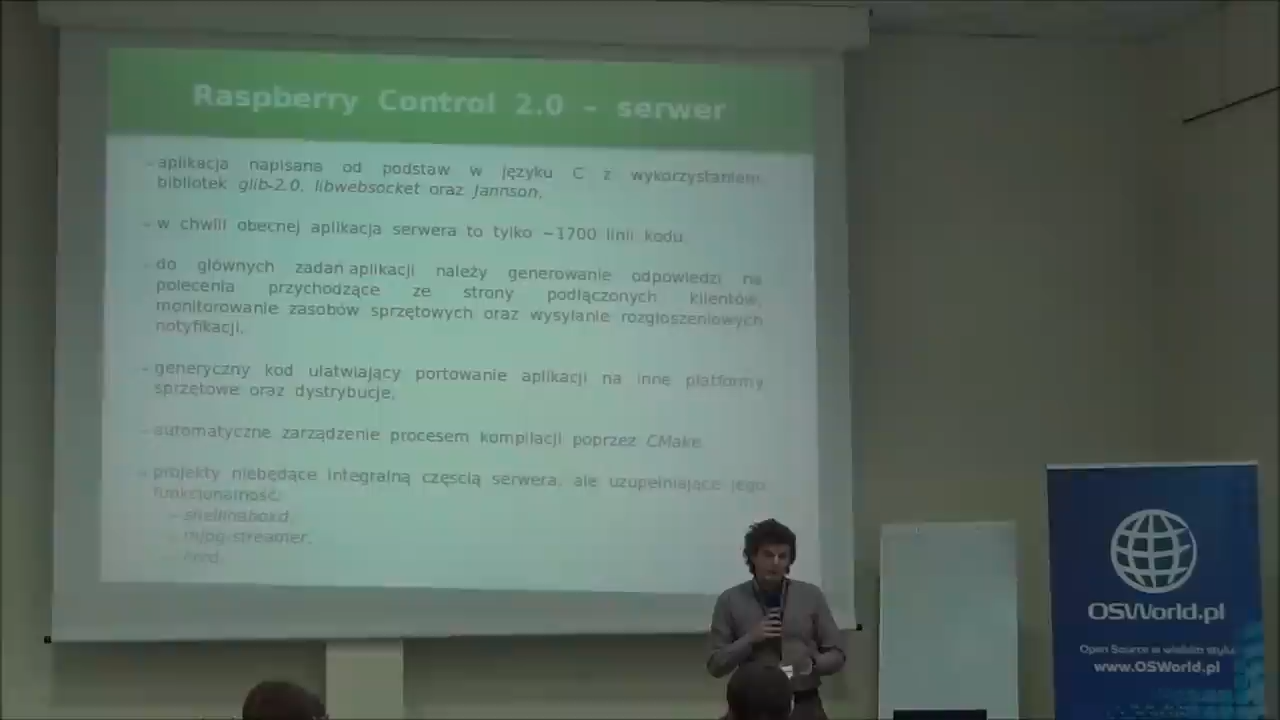 Raspberry Control 2.0 – serwer
- aplikacja napisana od podstaw w języku C z wykorzystaniem
bibliotek glib-2.0, libwebsocket oraz Jannson,
- w chwili obecnej aplikacja serwera to tylko ~1700 linii kodu,
- do głównych zadań aplikacji należy generowanie odpowiedzi na
polecenia przychodzące ze strony podłączonych klientów,
monitorowanie zasobów sprzętowych oraz wysyłanie rozgłoszeniowych
notyfikacji,
- generyczny kod ułatwiający portowanie aplikacji na inne platformy
sprzętowe oraz dystrybucje,
- automatyczne zarządzenie procesem kompilacji poprzez CMake,
- projekty niebędące integralną częścią serwera, ale uzupełniające jego
funkcjonalność:
- shellinaboxd,
- mjpg-streamer,
OSWorld.pl
Open Source w wielkim stylu
www.OSWorld.pl